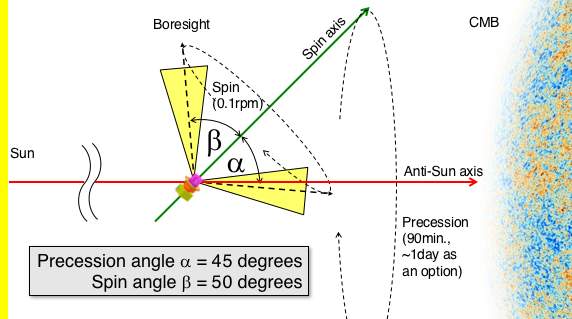 Boresight
CMB
Spin axis
Spin
(0.1rpm)
β
α
Sun
Anti-Sun axis
Precession
(90min.,
~1day as
an option)
Precession angle α = 45 degrees
Spin angle β = 50 degrees